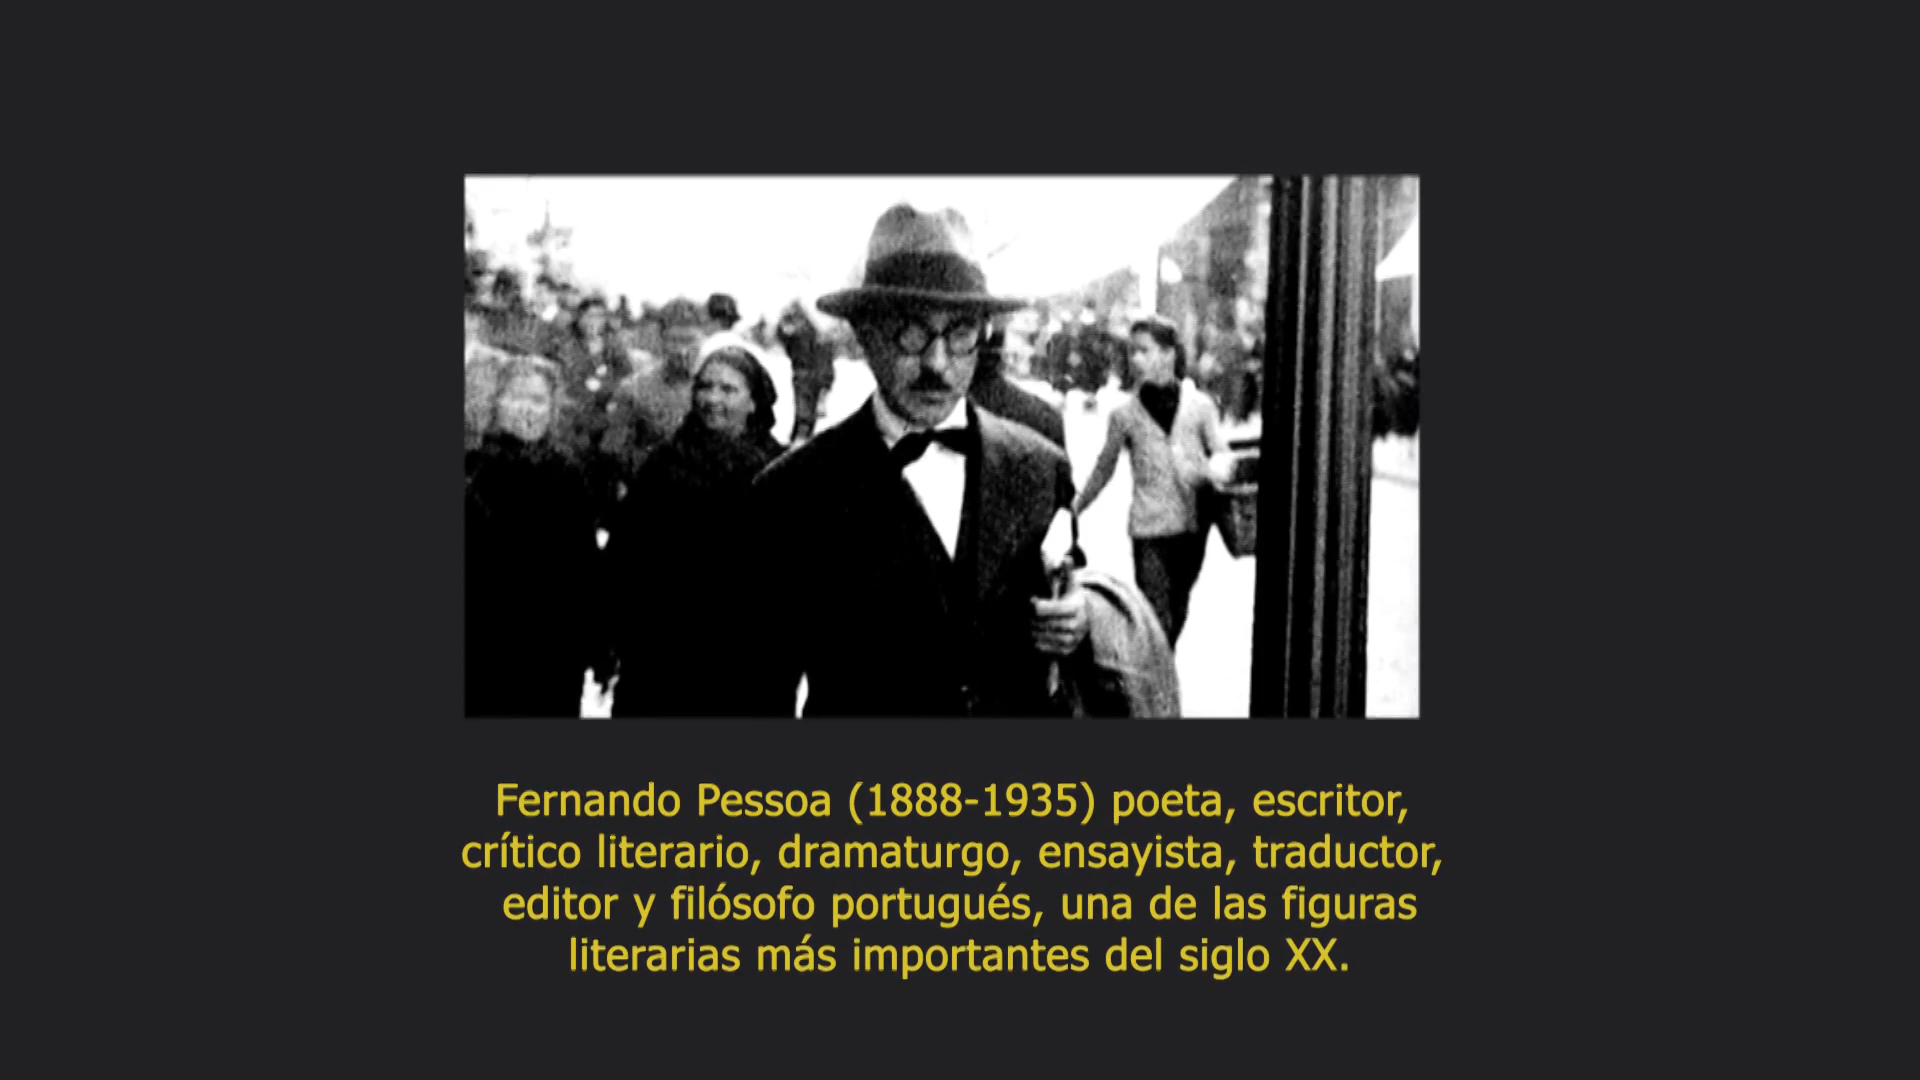 Fernando Pessoa (1888-1935) poeta, escritor,
crítico literario, dramaturgo, ensayista, traductor,
editor y filósofo portugués, una de las figuras
literarias más importantes del siglo XX.